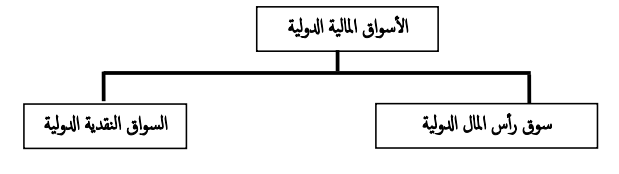 الأسواق المالية الدولية
سوق رأس المال الدولية
السواق النقدية الدولية